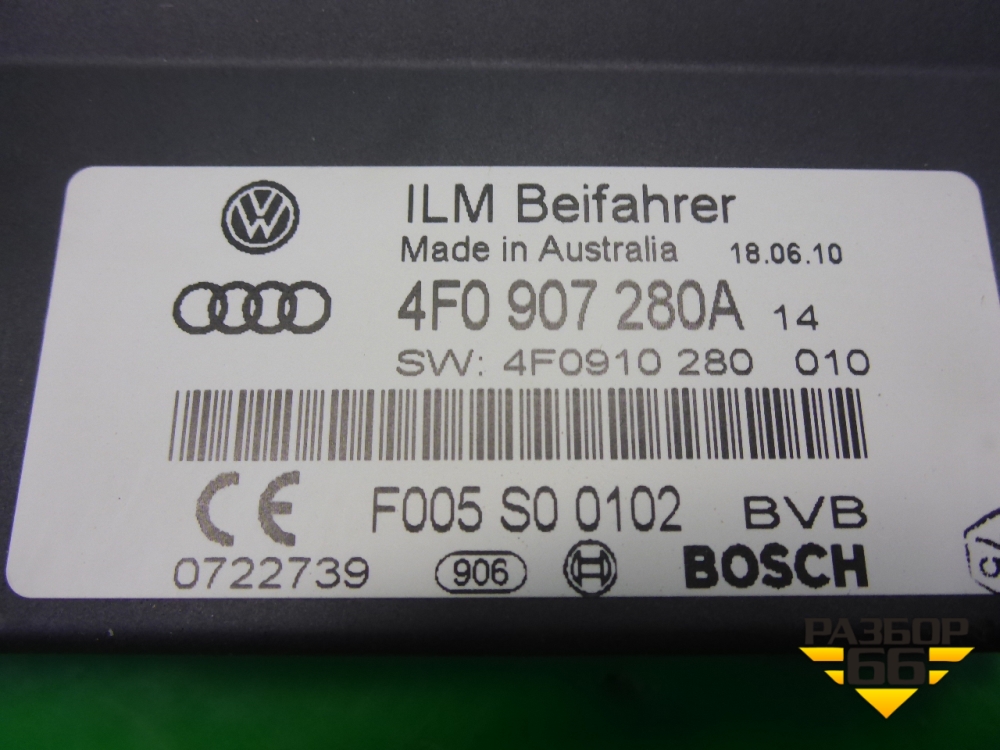 ILM Beifahrer
Made in Australia 18.06.10
4F0 907 280A 14
SW: 4F0910 280 010
CE F005 S0 0102 BVB
0722739 906 BOSCH
РАЗБОР
66